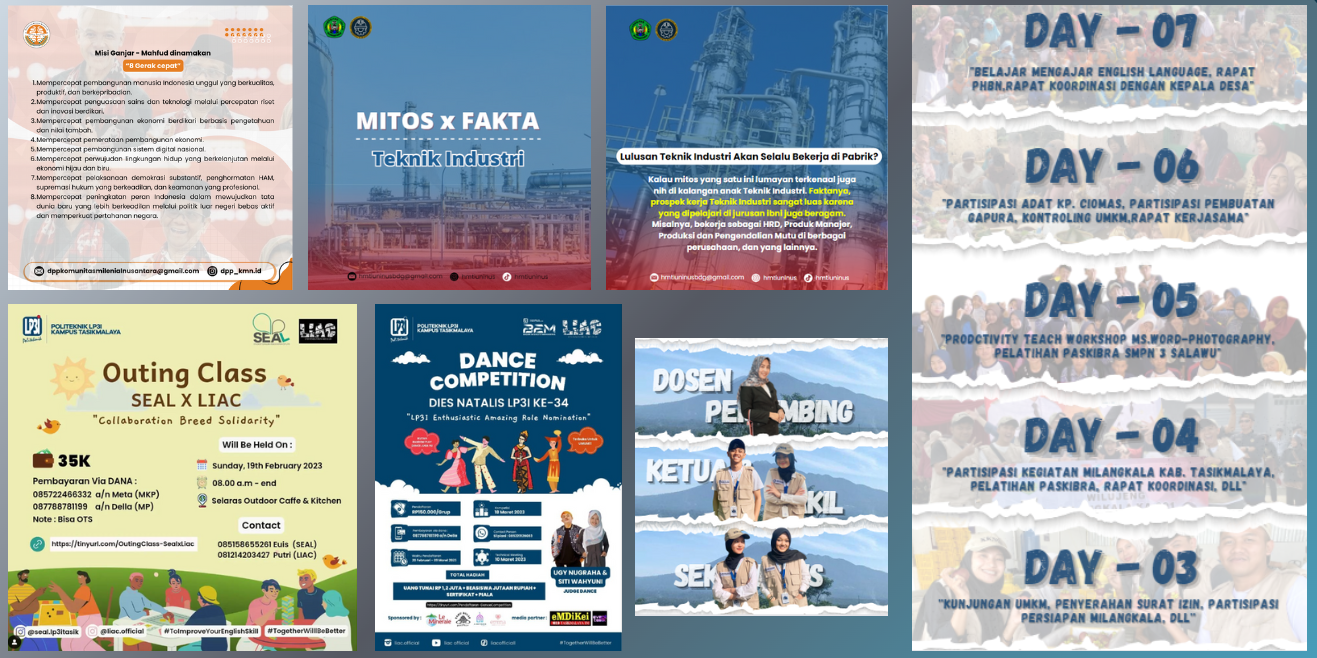 Misi Ganjar - Mahfud dinamakan
"8 Gerak cepat"
1.Mempercepat pembangunan manusia Indonesia unggul yang berkualitas,
produktif, dan berkepribadian.
2.Mempercepat penguasaan sains dan teknologi melalui percepatan riset
dan inovasi berdikari.
3.Mempercepat pembangunan ekonomi berdikari berbasis pengetahuan
dan nilai tambah.
4.Mempercepat pemerataan pembangunan ekonomi.
5.Mempercepat pembangunan sistem digital nasional.
6.Mempercepat perwujudan lingkungan hidup yang berkelanjutan melalui
ekonomi hijau dan biru.
7.Mempercepat pelaksanaan demokrasi substantif, penghormatan HAM,
supremasi hukum yang berkeadilan, dan keamanan yang profesional.
8.Mempercepat peningkatan peran Indonesia dalam mewujudkan tata
dunia baru yang lebih berkeadilan melalui politik luar negeri bebas aktif
dan memperkuat pertahanan negara.
dppkomunitasmilenialnusantara@gmail.com dpp_kmn.id
MITOS x FAKTA
Teknik Industri
hmtiuninusbdg@gmail.com hmtiuninus hmtiuninus
Lulusan Teknik Industri Akan Selalu Bekerja di Pabrik?
Kalau mitos yang satu ini lumayan terkenaal juga
nih di kalangan anak Teknik Industri. Faktanya,
prospek kerja Teknik Industri sangat luas karena
yang dipelajari di jurusan ibni juga beragam.
Misalnya, bekerja sebagai HRD, Produk Manajer,
Produksi dan Pengendalian Mutu di berbagai
perusahaan, dan yang lainnya.
hmtiuninusbdg@gmail.com hmtiuninus hmtiuninus
DAY - 07
"BELAJAR MENGAJAR ENGLISH LANGUAGE, RAPAT
PHBN,RAPAT KOORDINASI DENGAN KEPALA DESA"
DAY - 06
"PARTISIPASI ADAT KP. CIOMAS, PARTISIPASI PEMBUATAN
GAPURA, KONTROLING UMKM,RAPAT KERJASAMA"
DAY - 05
"PRODCTIVITY TEACH WORKSHOP MS.WORD-PHOTOGRAPHY,
PELATIHAN PASKIBRA SMPN 3 SALAWU"
DAY - 04
"PARTISIPASI KEGIATAN MILANGKALA KAB. TASIKMALAYA,
PELATIHAN PASKIBRA, RAPAT KOORDINASI, DLL"
DAY - 03
"KUNJUNGAN UMKM, PENYERAHAN SURAT IZIN, PARTISIPASI
PERSIAPAN MILANGKALA, DLL"
LP3I
POLITEKNIK LP3I
KAMPUS TASIKMALAYA
SEAL
LIAC
Outing Class
SEAL X LIAC
"Collaboration Breed Solidarity"
35K
Pembayaran Via DANA :
085722466332 a/n Meta (MKP)
087788781199 a/n Della (MP)
Note : Bisa OTS
https://tinyurl.com/OutingClass-SealxLiac
Will Be Held On :
Sunday, 19th February 2023
08.00 a.m - end
Selaras Outdoor Caffe & Kitchen
Contact
085158655261 Euis (SEAL)
081214203427 Putri (LIAC)
@seal.lp3itasik @liac.official #ToImproveYourEnglishSkill #TogetherWillBeBetter
LP3I
POLITEKNIK LP3I
KAMPUS TASIKMALAYA
BEM
LIAC
DANCE
COMPETITION
DIES NATALIS LP3I KE-34
"LP3I Enthusiastic Amazing Role Nomination"
TOTAL HADIAH
UANG TUNAI RP 1,2 JUTA + BEASISWA JUTAAN RUPIAH +
SERTIFIKAT + PIALA
UGY NUGRAHA &
SITI WAHYUNI
JUDGE DANCE
Sponsored by :
Le Minerale
media partner :
eMDiKei
#TogetherWillBeBetter
DOSEN
KETUA